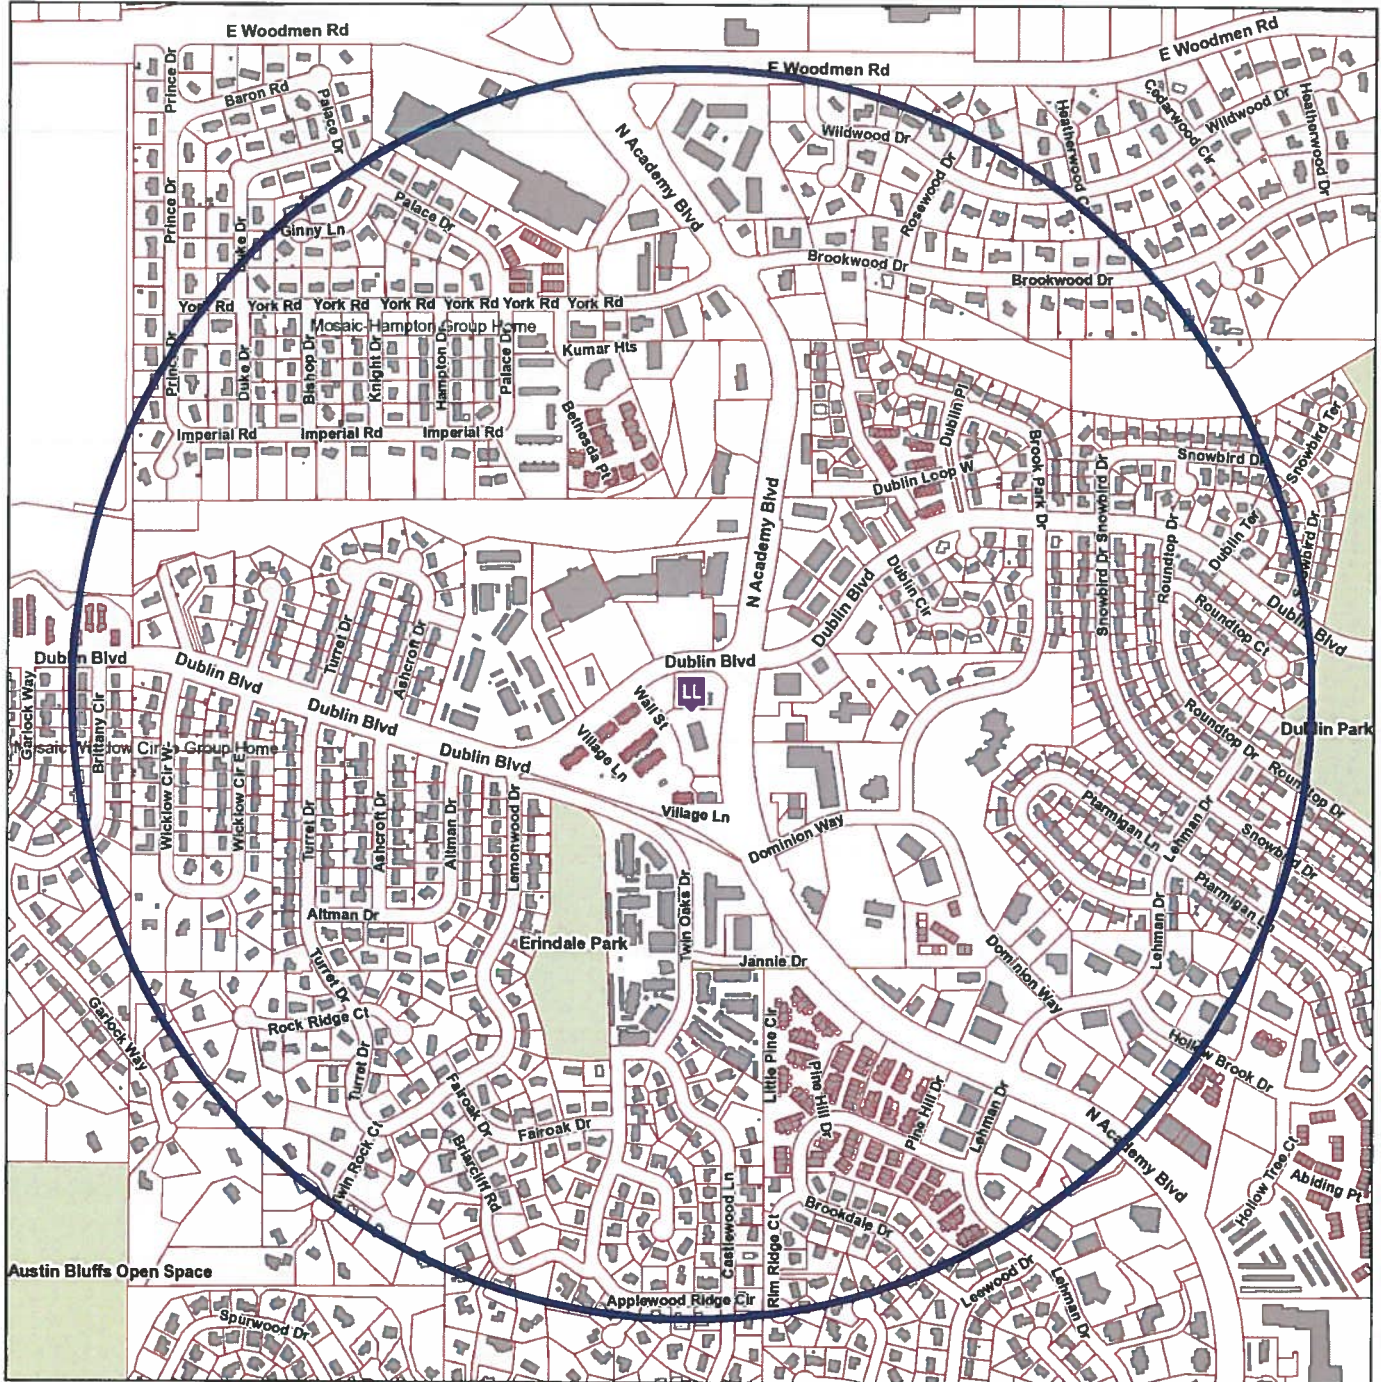 E Woodmen Rd
E Woodmen Rd
E Woodmen Rd
Prince Dr
Baron Rd
Palace Dr
N Academy Blvd
Wildwood Dr
Heatherwood
Cedarwood Cir
Wildwood Dr
Heatherwood Dr
Rosewood Dr
Prince Dr
Duke Dr
Ginny Ln
Palace Dr
Brookwood Dr
Brookwood Dr
York Rd
York Rd
York Rd
York Rd
York Rd
York Rd
York Rd
Mosaic-Hampton Group Home
Kumar Hts
Prince Dr
Duke Dr
Bishop Dr
Knight Dr
Hampton Dr
Palace Dr
Bethesda Pt
Imperial Rd
Imperial Rd
Imperial Rd
Dublin Pl
Dublin Loop W
Brook Park Dr
Snowbird Dr
Snowbird Dr
Snowbird Ter
Snowbird Dr
N Academy Blvd
Dublin Blvd
Dublin Cir
Snowbird Dr
Roundtop Dr
Dublin Ter
Dublin Blvd
Roundtop Ct
Turret Dr
Ashcroft Dr
Dublin Blvd
Dublin Blvd
Dublin Blvd
Dublin Blvd
Dublin Blvd
LL
Wall St
Village Ln
Village Ln
Garlock Way
Brittany Cir
Group Home
Wicklow Cir W
Wicklow Cir E
Turret Dr
Ashcroft Dr
Altman Dr
Lemonwood Dr
Altman Dr
Roundtop Dr
Dublin Park
Roundtop Dr
Ptarmigan Ln
Lehman Dr
Snowbird Dr
Ptarmigan Ln
Lehman Dr
Dominion Way
Dominion Way
Erindale Park
Twin Oaks Dr
Jannie Dr
Turret Dr
Rock Ridge Ct
Turret Dr
Garlock Way
Fairoak Dr
Fairoak Dr
Twin Rock Ct
Briarcliff Rd
Little Pine Cir
Pine Hill Dr
Pine Hill Dr
Lehman Dr
Hollow Brook Dr
N Academy Blvd
Hollow Tree Ct
Abiding Pt
Castlewood Ln
Rim Ridge Ct
Brookdale Dr
Leewood Dr
Lehman Dr
Applewood Ridge Cir
Austin Bluffs Open Space
Spurwood Dr